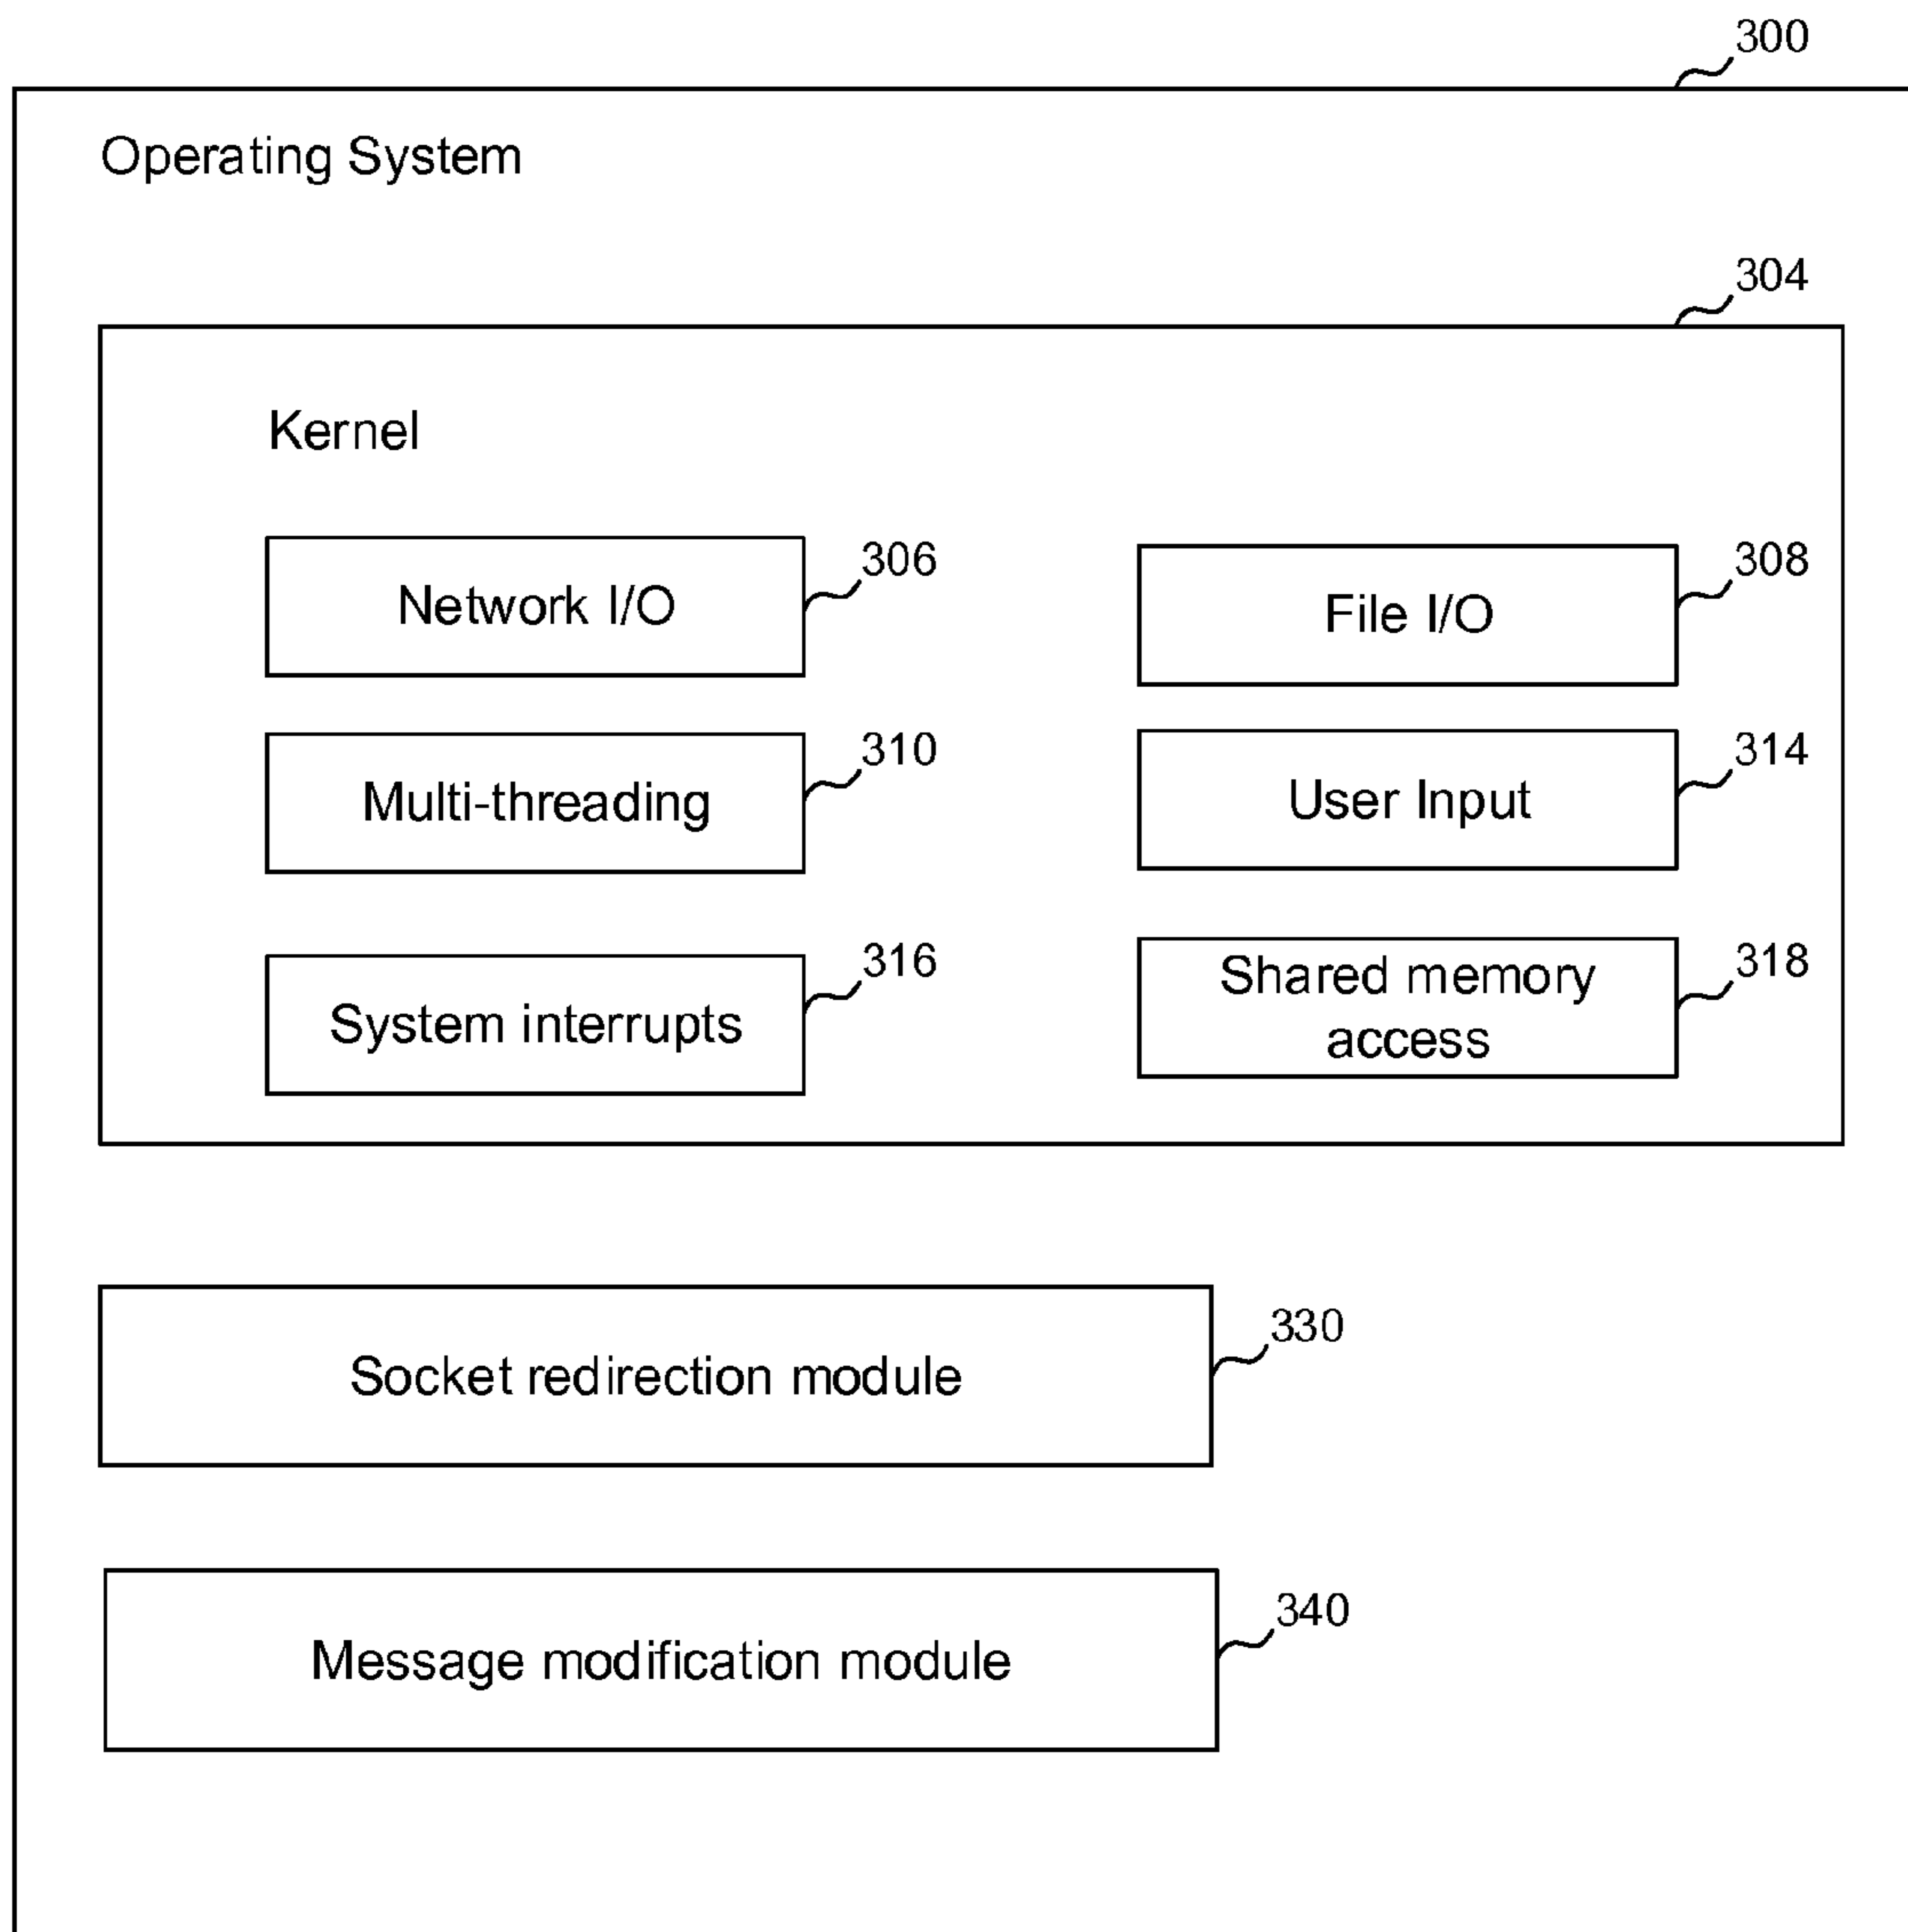 300
Operating System
304
Kernel
306
308
Network I/O
File I/O
310
314
Multi-threading
User Input
316
318
System interrupts
Shared memory
access
330
Socket redirection module
340
Message modification module